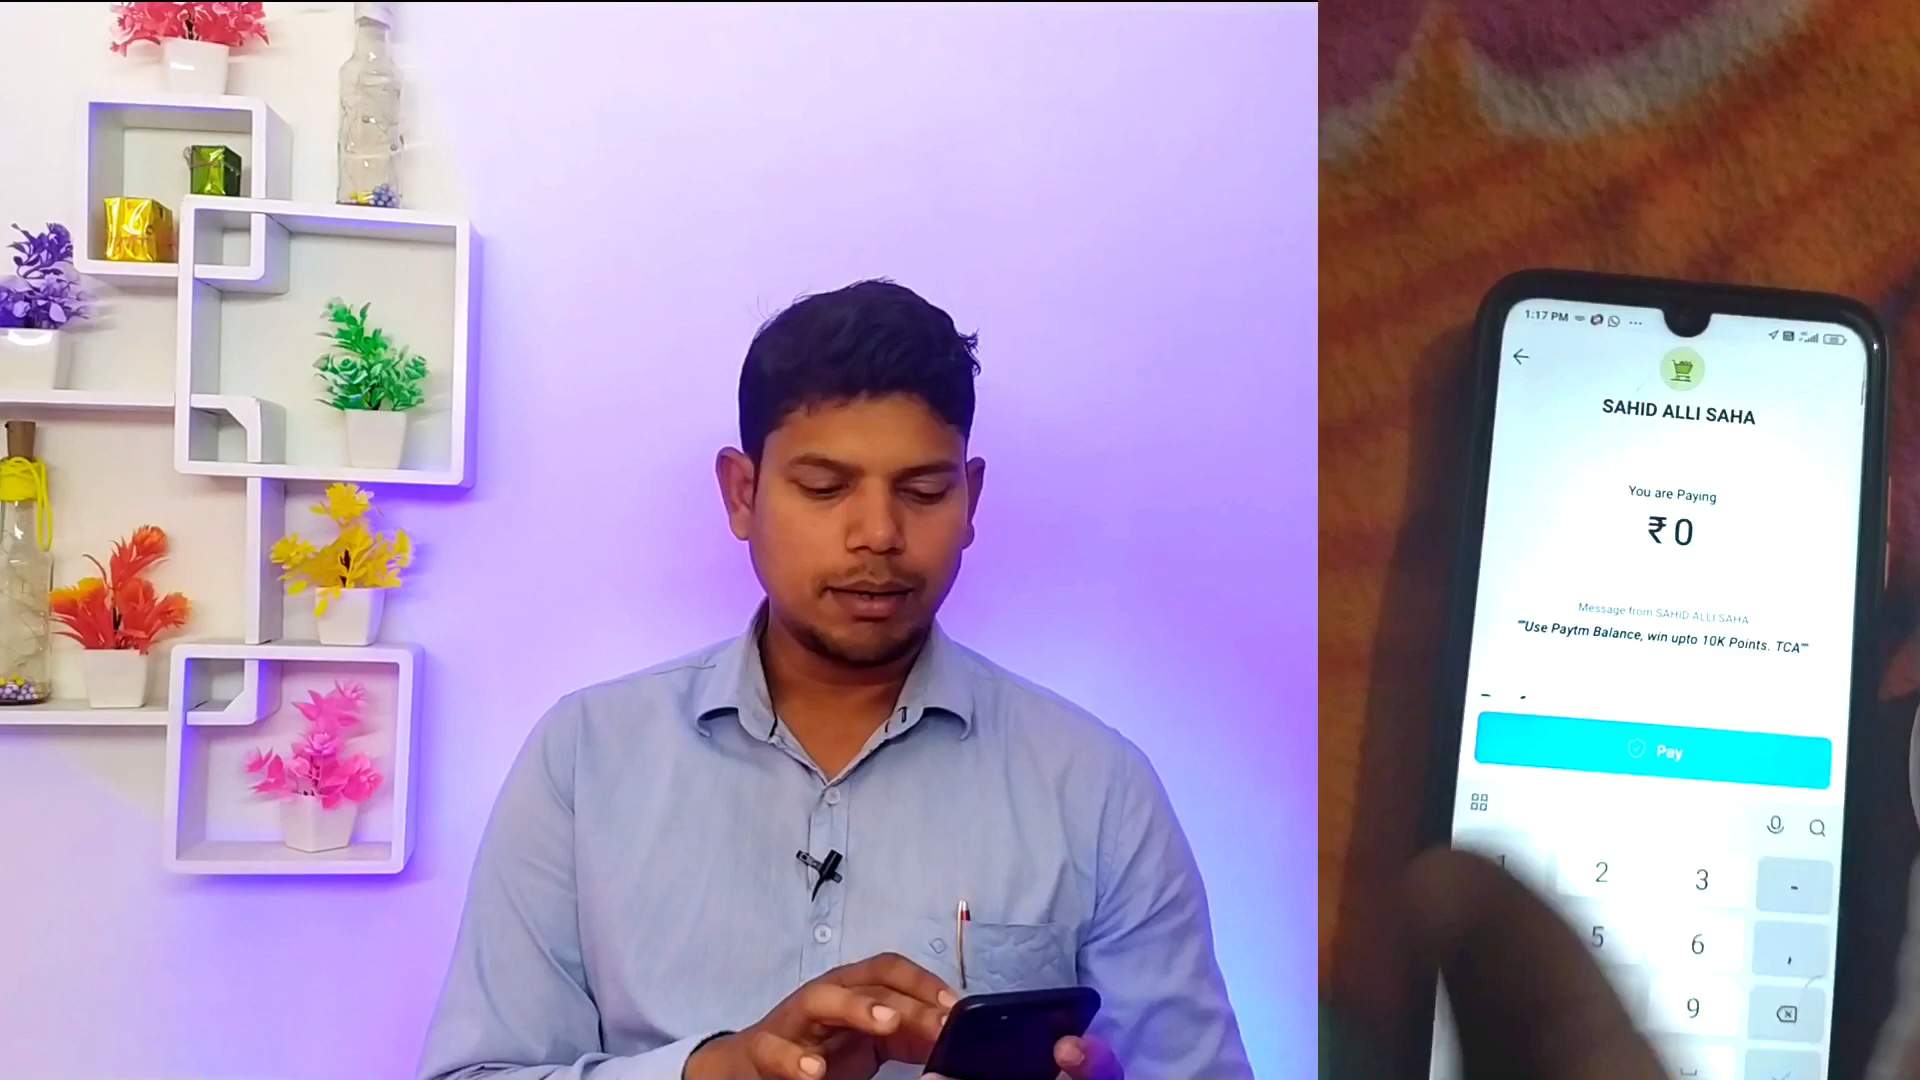 1:17 PM
SAHID ALLI SAHA
You are Paying
₹0
Message from SAHID ALLI SAHA
""Use Paytm Balance, win upto 10K Points. TCA""
Pay
1 2 3 -
5 6 ,
9